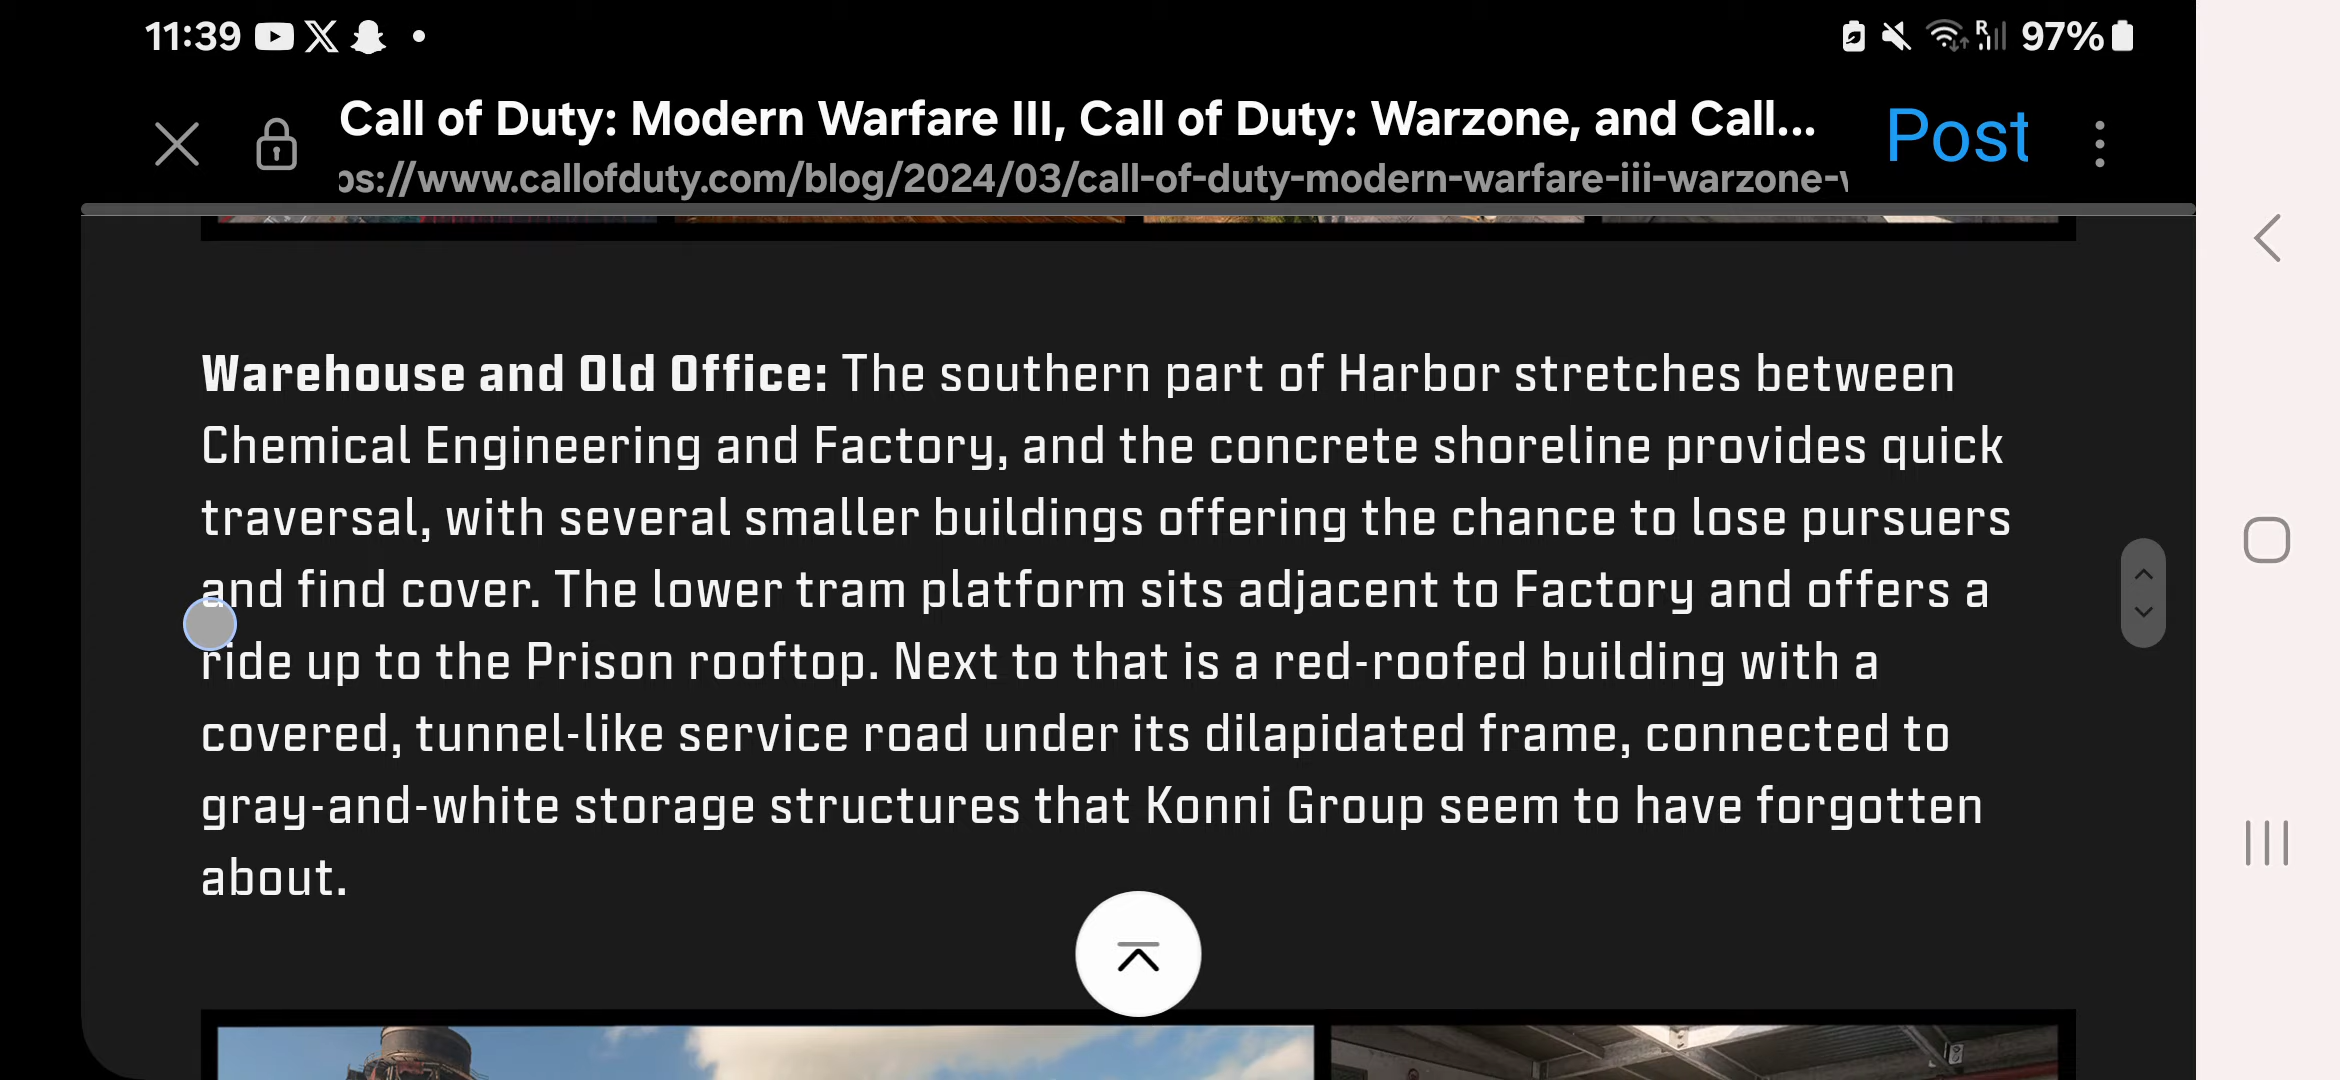 11:39
R
97%
Call of Duty: Modern Warfare III, Call of Duty: Warzone, and Call...
Post
ps://www.callofduty.com/blog/2024/03/call-of-duty-modern-warfare-iii-warzone-
Warehouse and Old Office: The southern part of Harbor stretches between
Chemical Engineering and Factory, and the concrete shoreline provides quick
traversal, with several smaller buildings offering the chance to lose pursuers
and find cover. The lower tram platform sits adjacent to Factory and offers a
ride up to the Prison rooftop. Next to that is a red-roofed building with a
covered, tunnel-like service road under its dilapidated frame, connected to
gray-and-white storage structures that Konni Group seem to have forgotten
about.